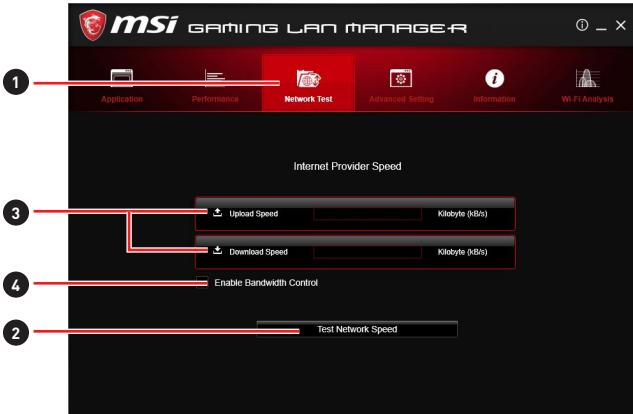 msi GAMING LAN MANAGER
1
Application Performance Network Test Advanced Setting Information Wi-Fi Analysis
Internet Provider Speed
3
Upload Speed Kilobyte (kB/s)
Download Speed Kilobyte (kB/s)
4
Enable Bandwidth Control
2
Test Network Speed